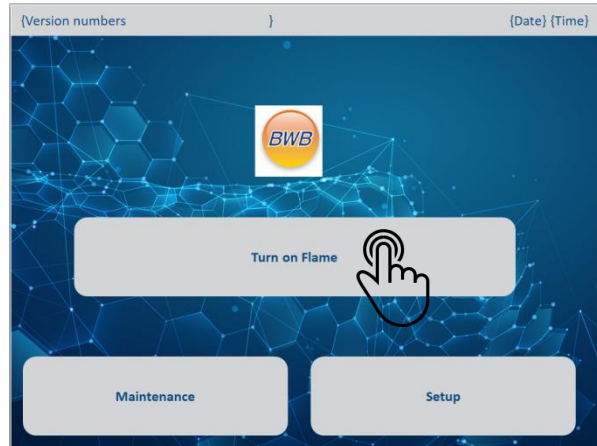 {Version numbers } {Date} {Time}
BWB
Turn on Flame
Maintenance
Setup